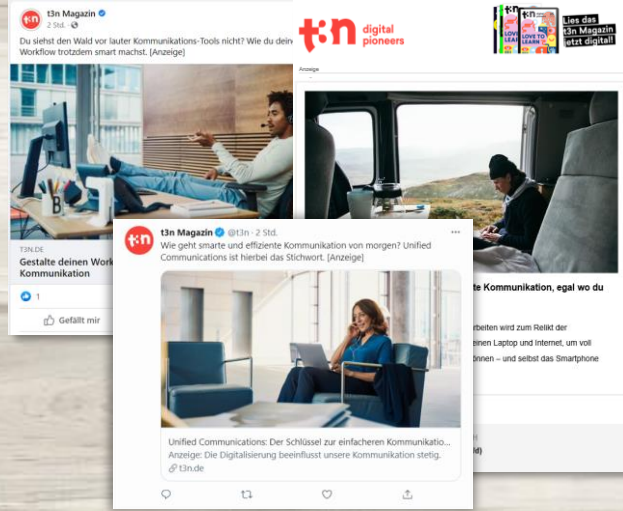 t3n Magazin
2 Std.
Du siehst den Wald vor lauter Kommunikations-Tools nicht? Wie du dein
Workflow trotzdem smart machst. [Anzeige]
T3N.DE
Gestalte deinen Work
Kommunikation
1
Gefällt mir
t3n digital
pioneers
Lies das
t3n Magazin
jetzt digital!
LOVE TO
LEARN
Anzeige
te Kommunikation, egal wo du
arbeiten wird zum Relikt der
einen Laptop und Internet, um voll
önnen – und selbst das Smartphone
t3n Magazin @t3n · 2 Std.
Wie geht smarte und effiziente Kommunikation von morgen? Unified
Communications ist hierbei das Stichwort. [Anzeige]
Unified Communications: Der Schlüssel zur einfacheren Kommunikatio...
Anzeige: Die Digitalisierung beeinflusst unsere Kommunikation stetig.
t3n.de